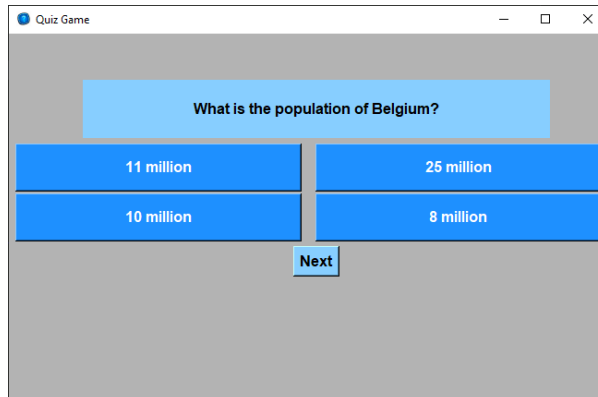 Quiz Game
What is the population of Belgium?
11 million
25 million
10 million
8 million
Next